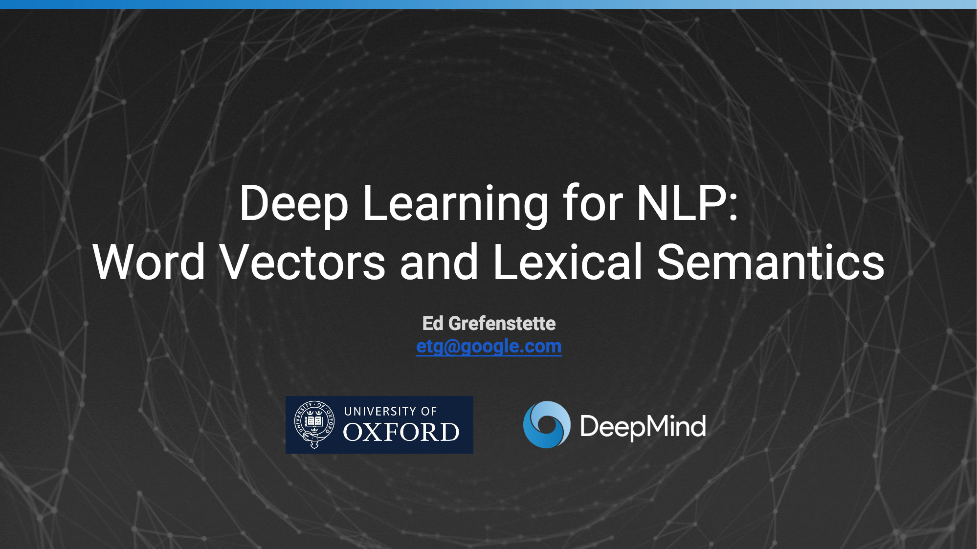 Deep Learning for NLP:
Word Vectors and Lexical Semantics
Ed Grefenstette
etg@google.com
UNIVERSITY OF
OXFORD
DeepMind